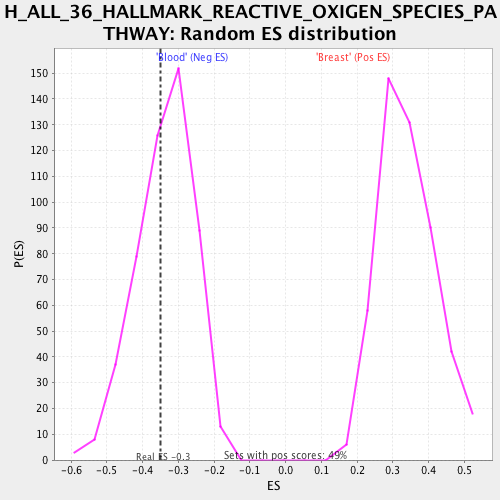 H_ALL_36_HALLMARK_REACTIVE_OXIGEN_SPECIES_PA
THWAY: Random ES distribution
'Blood' (Neg ES) 'Breast' (Pos ES)
150
140
130
120
110
100
90
80
70
60
50
40
30
20
10
0
P(ES)
Real ES -0.3 Sets with pos scores: 49%
-0.6 -0.5 -0.4 -0.3 -0.2 -0.1 0.0 0.1 0.2 0.3 0.4 0.5
ES